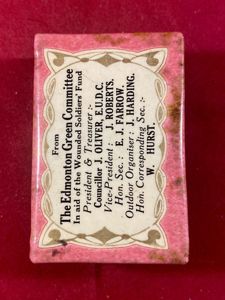 From
The Edmonton Green Committee
In aid of the Wounded Soldiers' Fund
President & Treasurer :-
Councillor J. OLIVER, E.U.D.C.
Vice-President : J. ROBERTS.
Hon. Sec. : E. J. FARROW.
Outdoor Organiser : J. HARDING.
Hon. Corresponding Sec. :-
W. HURST